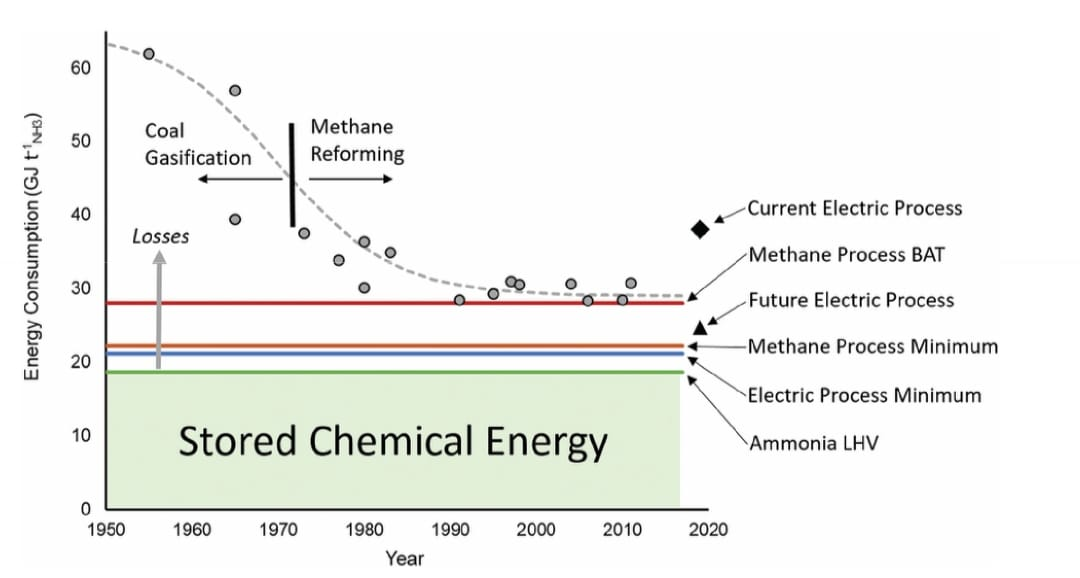 60
50
40
30
20
10
0
Energy Consumption (GJ t⁻¹NH3)
Coal
Gasification
Methane
Reforming
Losses
Current Electric Process
Methane Process BAT
Future Electric Process
Methane Process Minimum
Electric Process Minimum
Ammonia LHV
Stored Chemical Energy
1950 1960 1970 1980 1990 2000 2010 2020
Year